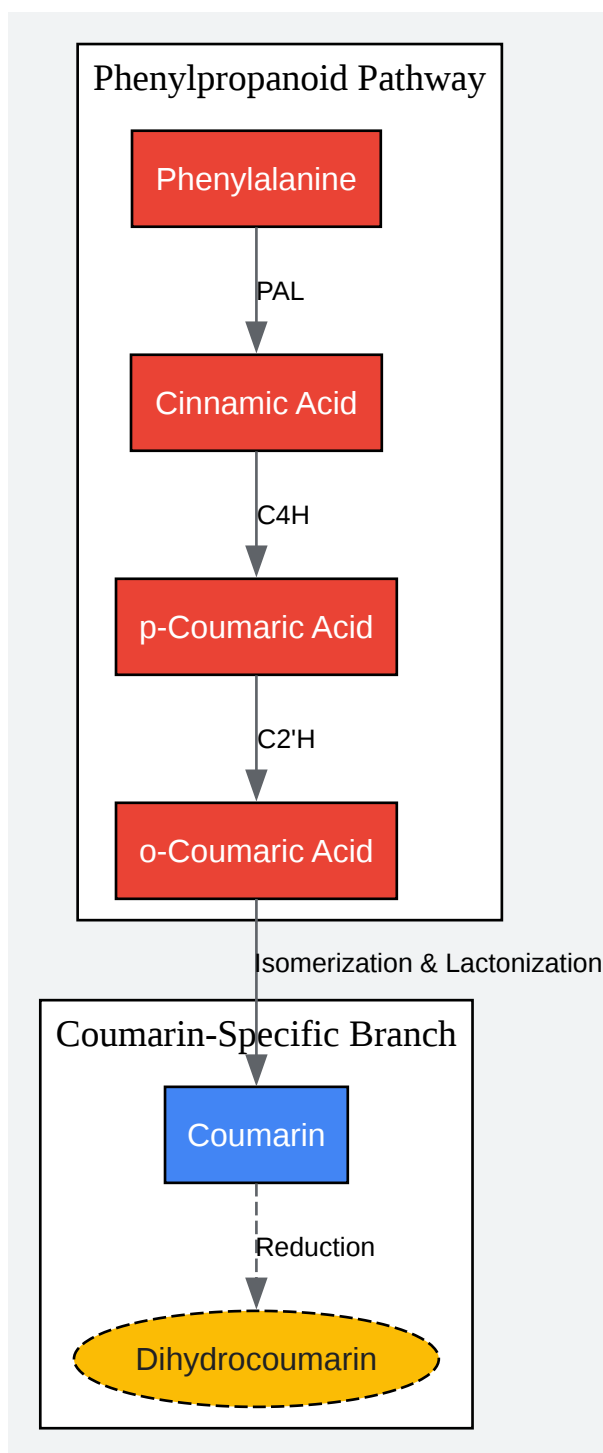 Phenylpropanoid Pathway
Phenylalanine
PAL
Cinnamic Acid
C4H
p-Coumaric Acid
C2'H
o-Coumaric Acid
Isomerization & Lactonization
Coumarin-Specific Branch
Coumarin
Reduction
Dihydrocoumarin